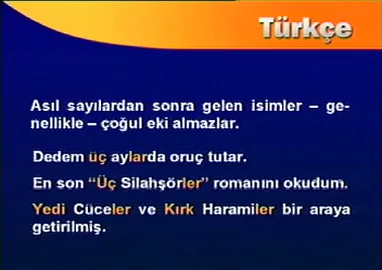 Türkçe
Asıl sayılardan sonra gelen isimler – ge-
nellikle – çoğul eki almazlar.
Dedem üç aylarda oruç tutar.
En son “Üç Silahşörler” romanını okudum.
Yedi Cüceler ve Kırk Haramiler bir araya
getirilmiş.